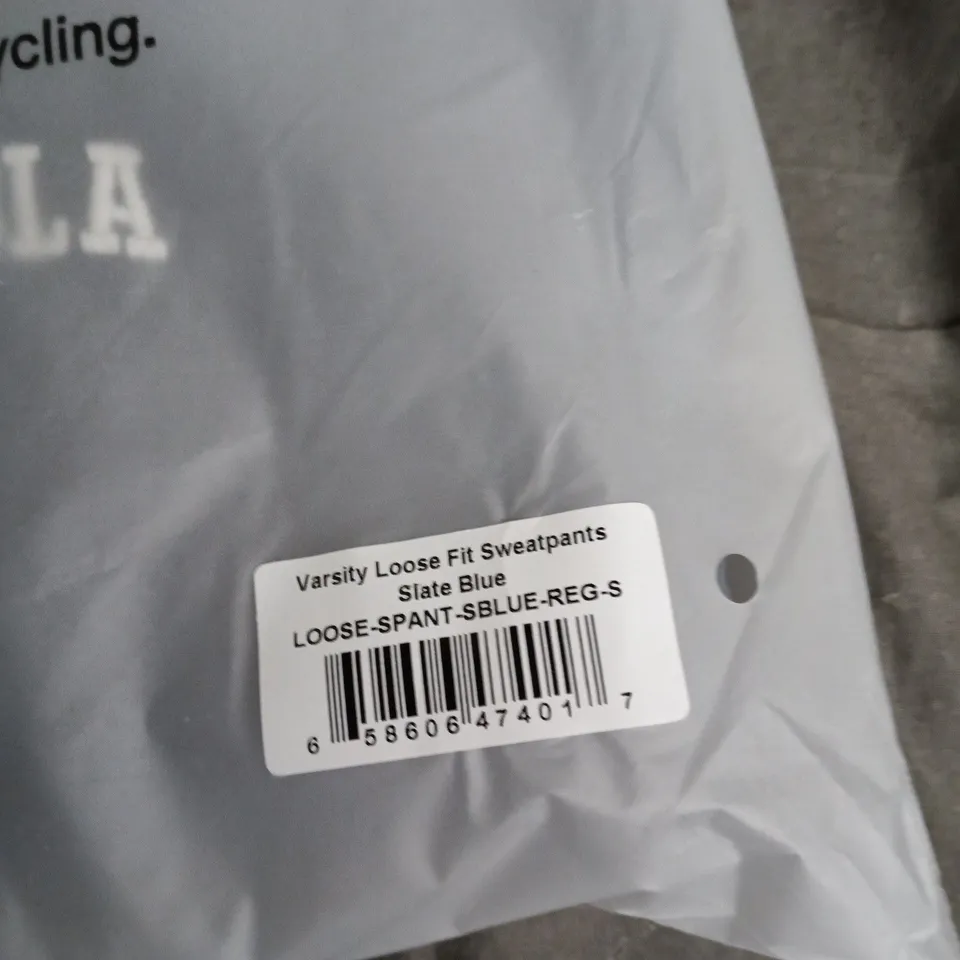 ycling.
LA
Varsity Loose Fit Sweatpants
Slate Blue
LOOSE-SPANT-SBLUE-REG-S
6 58606 47401 7